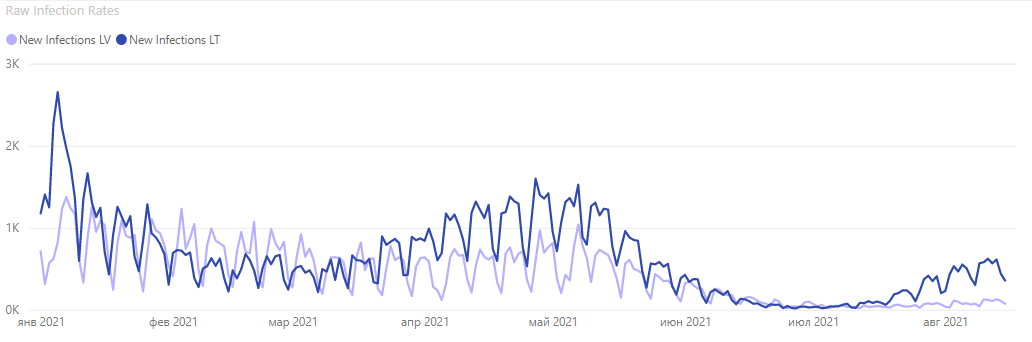 Raw Infection Rates
New Infections LV New Infections LT
3K
2K
1K
0K
янв 2021 фев 2021 мар 2021 апр 2021 май 2021 июн 2021 июл 2021 авг 2021